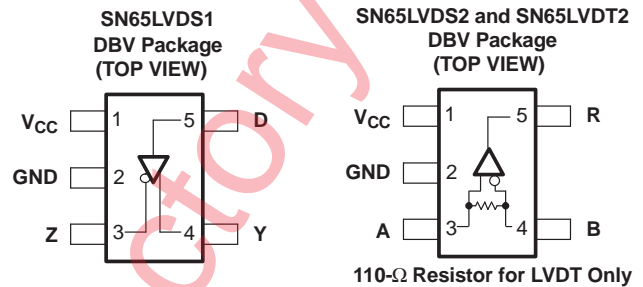 SN65LVDS1
DBV Package
(TOP VIEW)
VCC 1 5 D
GND 2
Z 3 4 Y
SN65LVDS2 and SN65LVDT2
DBV Package
(TOP VIEW)
VCC 1 5 R
GND 2
A 3 4 B
110-Ω Resistor for LVDT Only
ctory